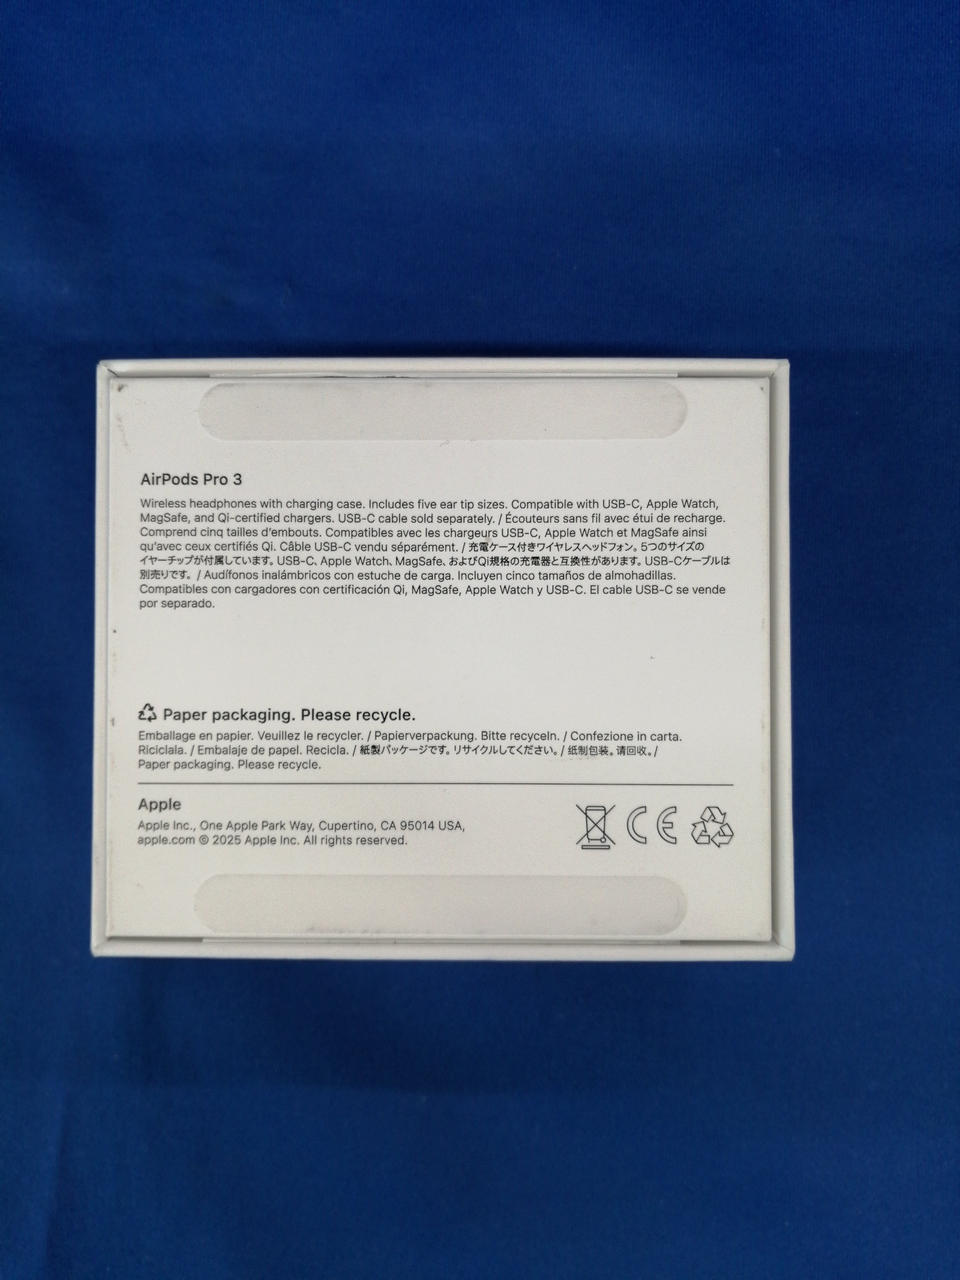 AirPods Pro 3
Wireless headphones with charging case. Includes five ear tip sizes. Compatible with USB-C, Apple Watch,
MagSafe, and Qi-certified chargers. USB-C cable sold separately. / Écouteurs sans fil avec étui de recharge.
Comprend cinq tailles d’embouts. Compatibles avec les chargeurs USB-C, Apple Watch et MagSafe ainsi
qu’avec ceux certifiés Qi. Câble USB-C vendu séparément. / 充電ケース付きワイヤレスヘッドフォン。5つのサイズの
イヤーチップが付属しています。USB-C、Apple Watch、MagSafe、およびQi規格の充電器と互換性があります。USB-Cケーブルは
別売りです。 / Audífonos inalámbricos con estuche de carga. Incluyen cinco tamaños de almohadillas.
Compatibles con cargadores con certificación Qi, MagSafe, Apple Watch y USB-C. El cable USB-C se vende
por separado.
Paper packaging. Please recycle.
Emballage en papier. Veuillez le recycler. / Papierverpackung. Bitte recyceln. / Confezione in carta.
Riciclala. / Embalaje de papel. Recicla. / 紙製パッケージです。リサイクルしてください。/ 纸制包装。请回收。/
Paper packaging. Please recycle.
Apple
Apple Inc., One Apple Park Way, Cupertino, CA 95014 USA,
apple.com © 2025 Apple Inc. All rights reserved.
CE